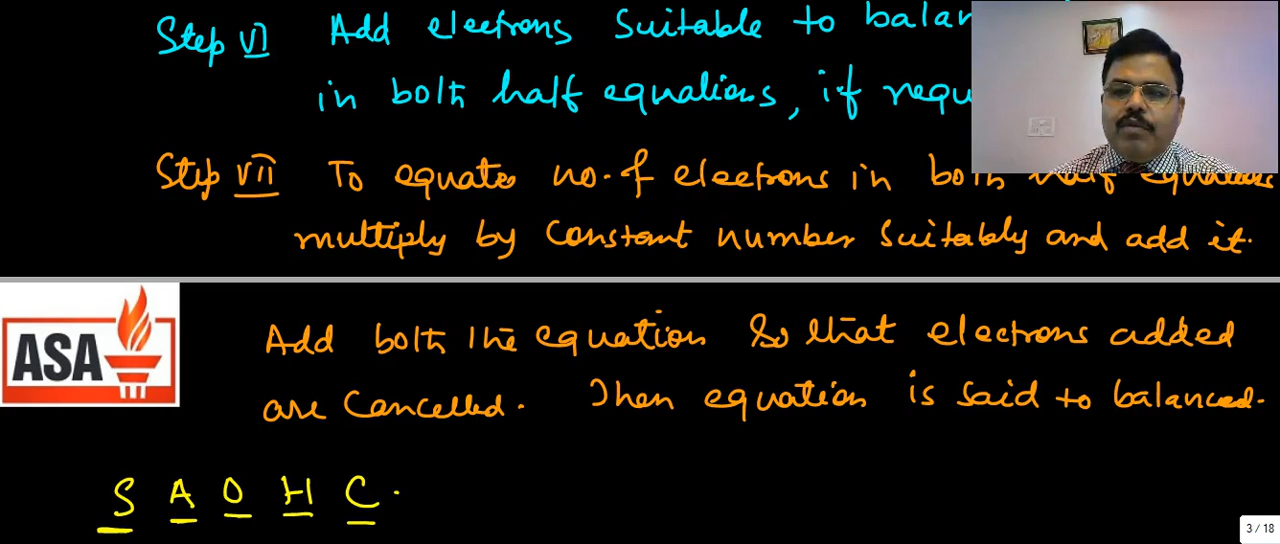 Step VI Add electrons suitable to
in both half equations, if
Step VII To equate no. of electrons in both half equations
multiply by constant number suitably and add it.
ASA
Add both the equation so that electrons added
are cancelled. Then equation is said to balanced.
S A O H C.
3 / 18